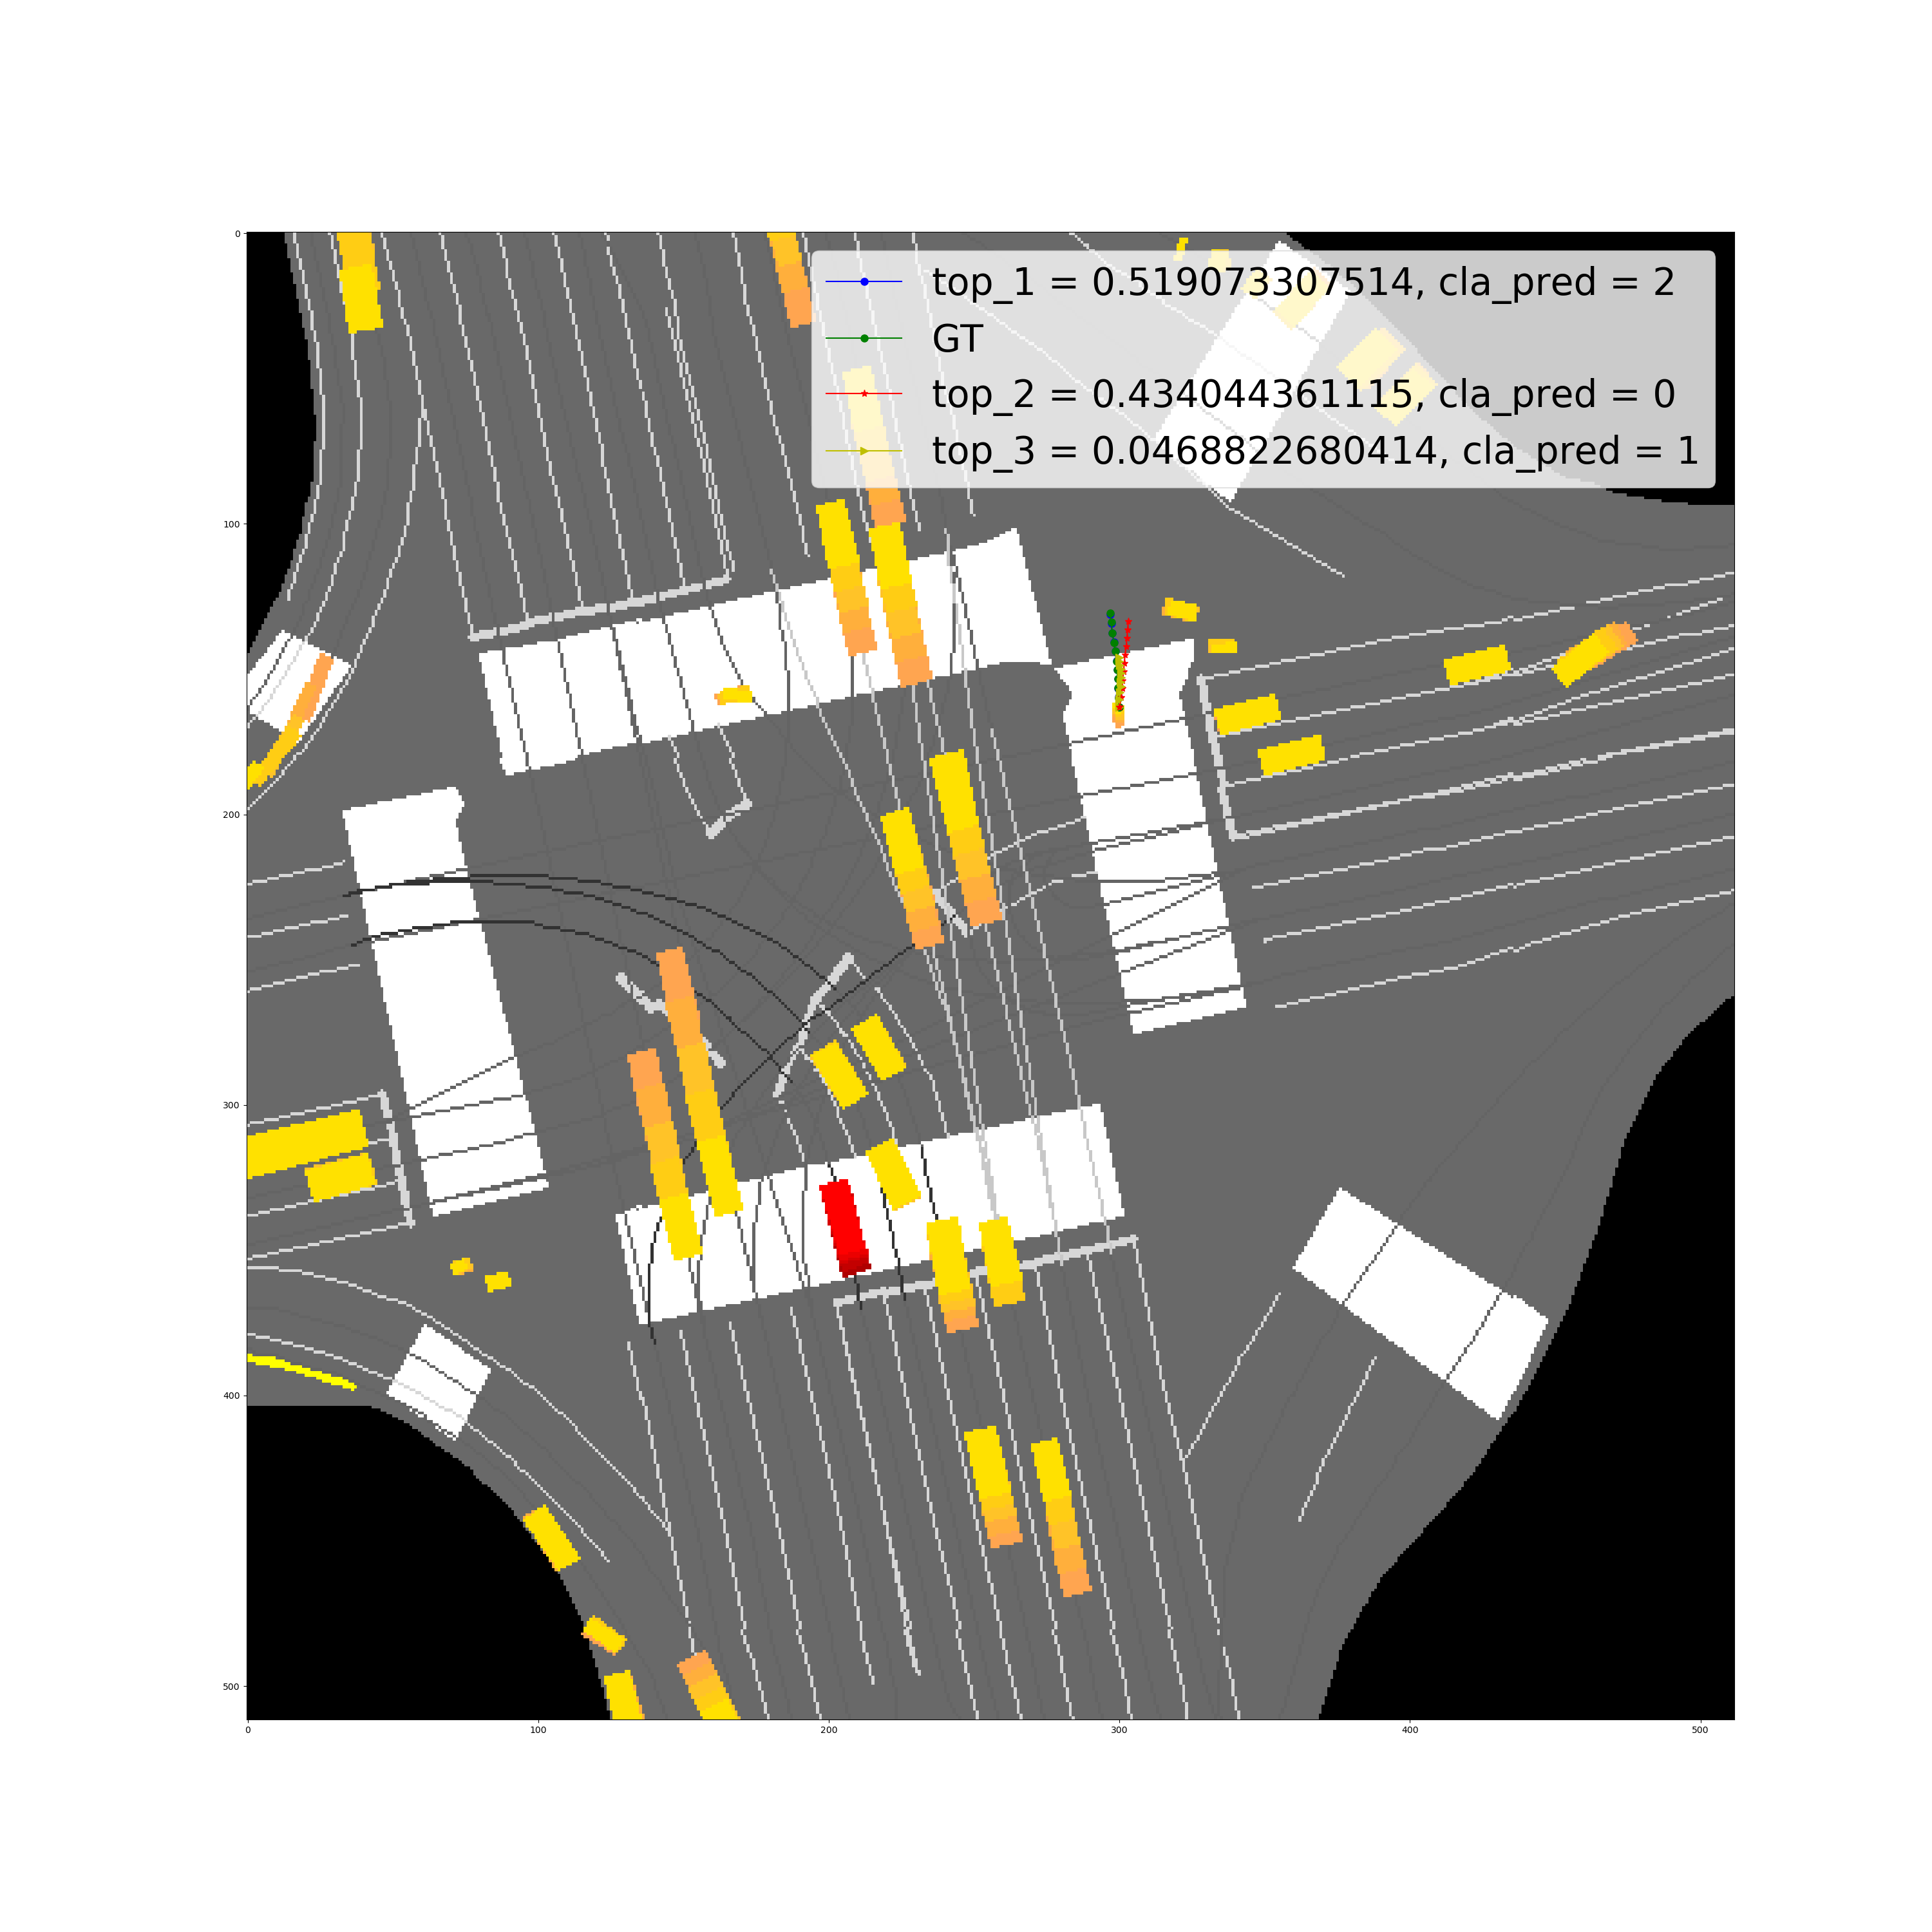 top_1 = 0.519073307514, cla_pred = 2
GT
top_2 = 0.434044361115, cla_pred = 0
top_3 = 0.0468822680414, cla_pred = 1
0
100
200
300
400
500
0 100 200 300 400 500